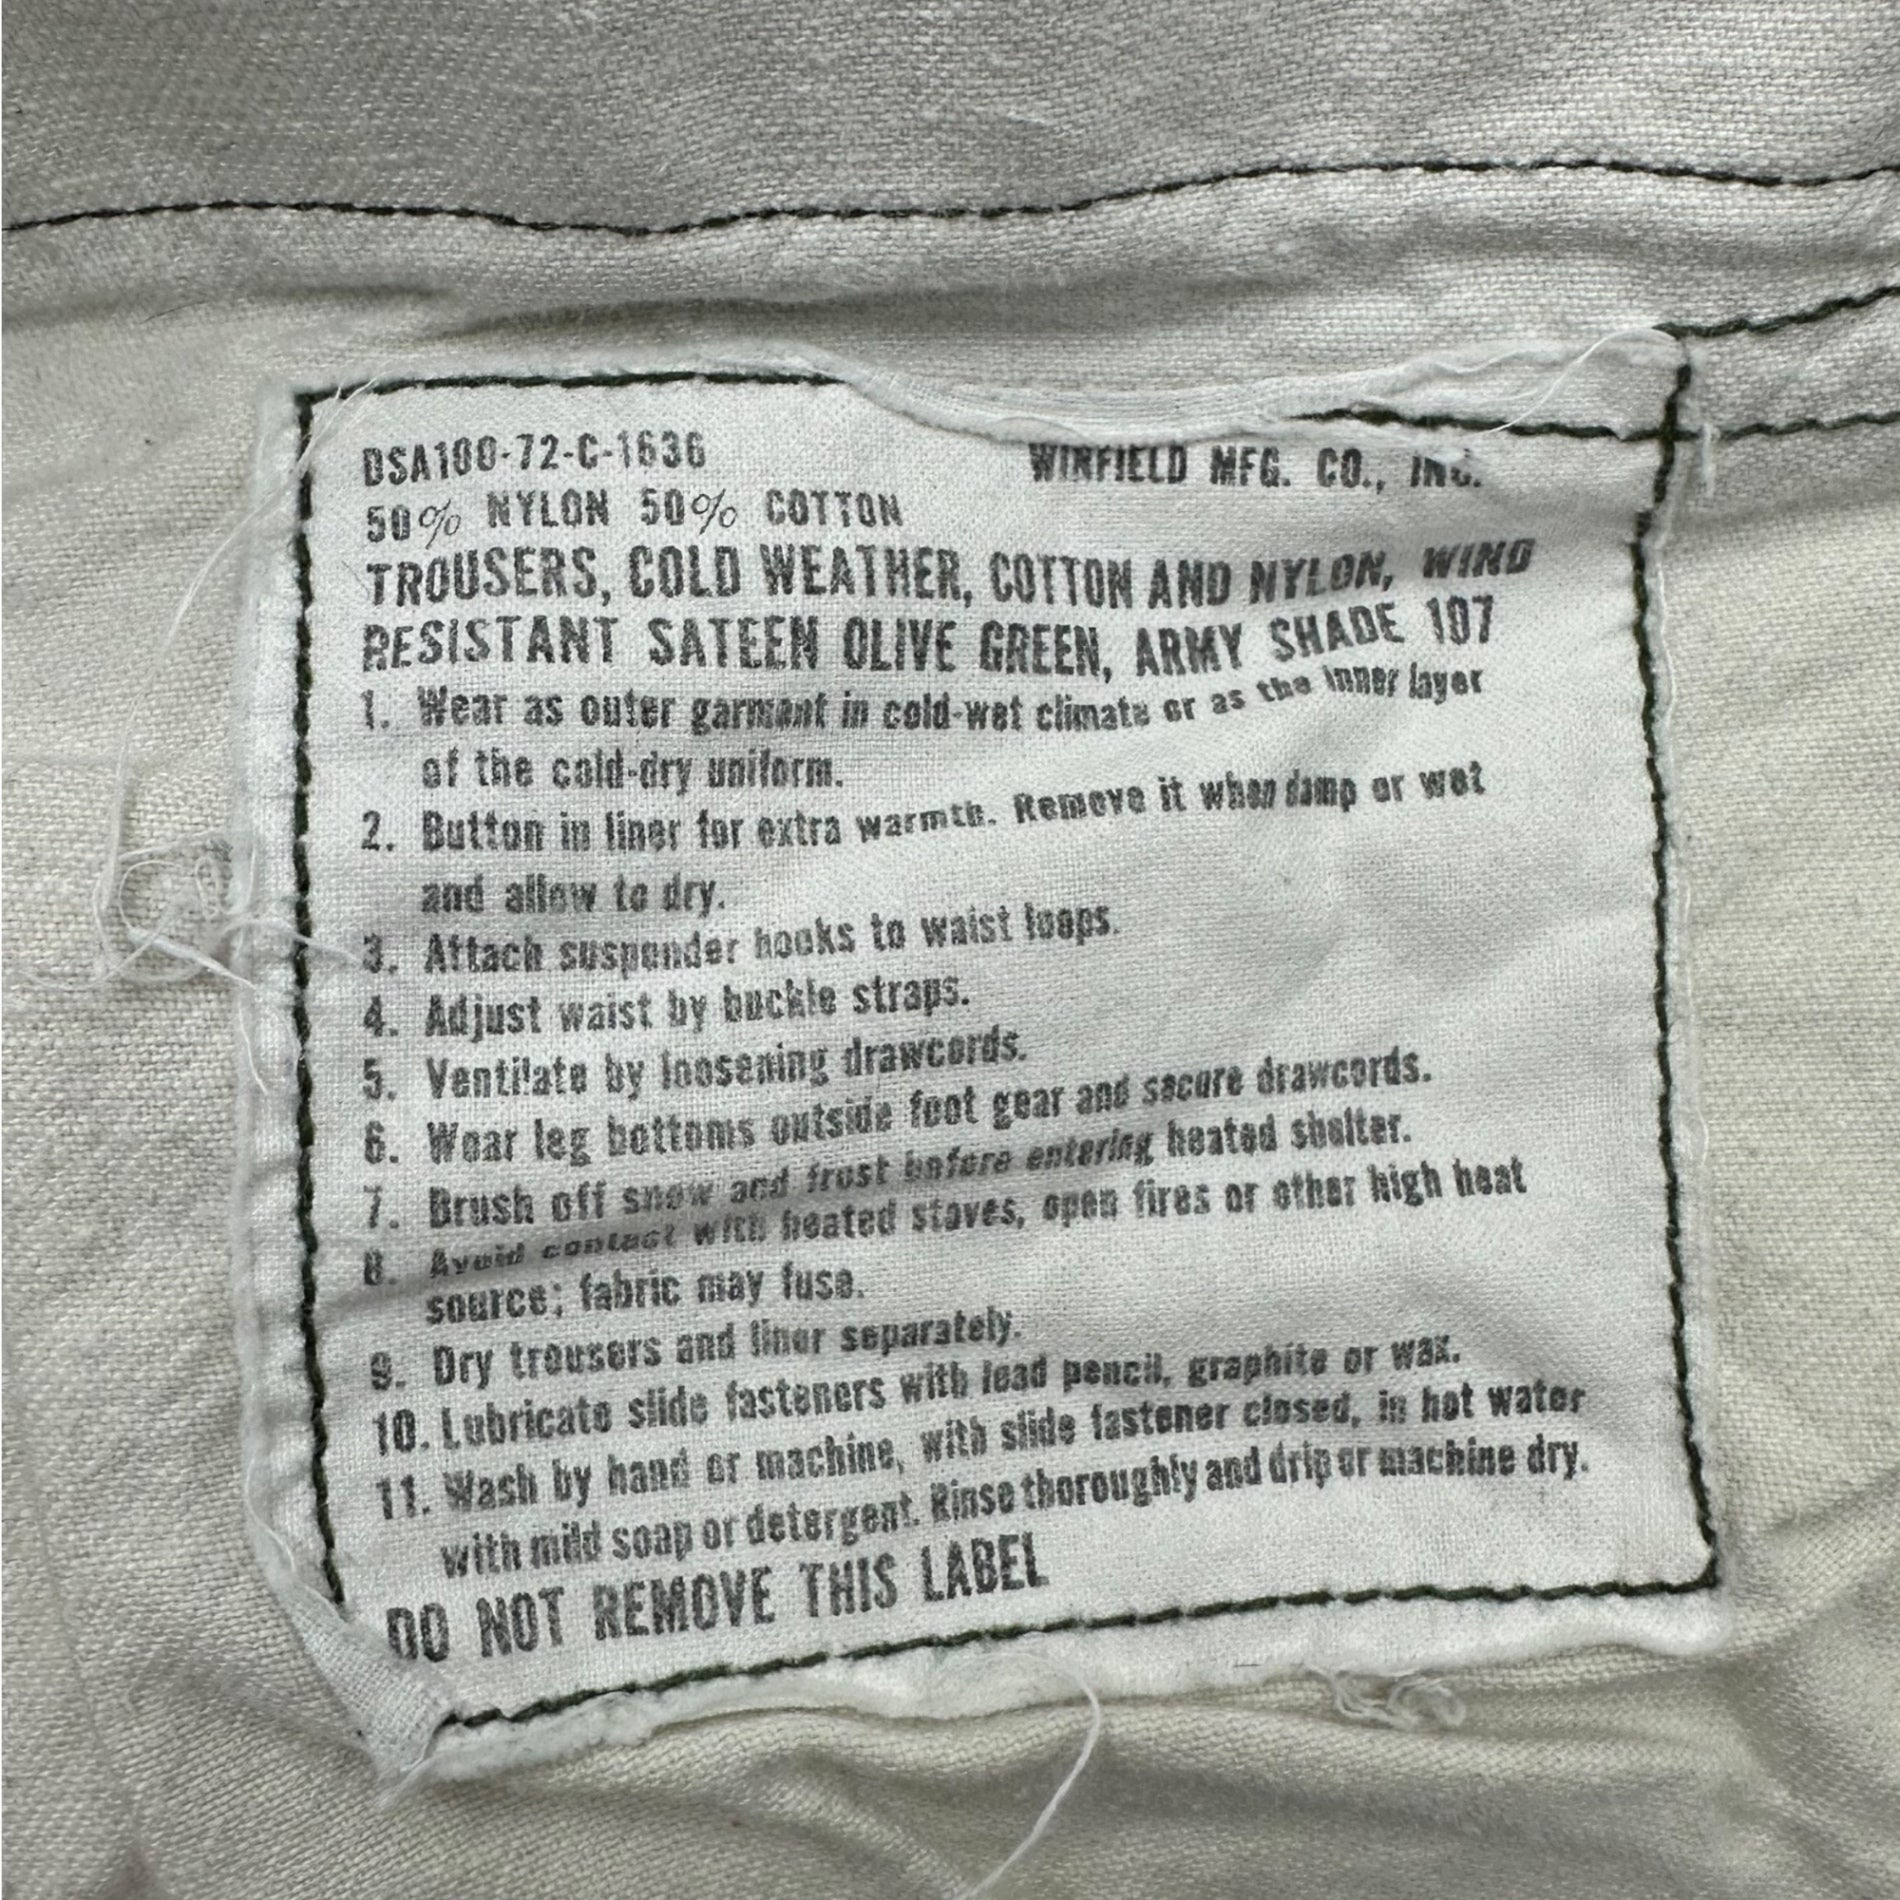 DSA100-72-C-1636 WINFIELD MFG. CO., INC.
50% NYLON 50% COTTON
TROUSERS, COLD WEATHER, COTTON AND NYLON, WIND
RESISTANT SATEEN OLIVE GREEN, ARMY SHADE 107
1. Wear as outer garment in cold-wet climate or as the inner layer
of the cold-dry uniform.
2. Button in liner for extra warmth. Remove it when damp or wet
and allow to dry.
3. Attach suspender hooks to waist loops.
4. Adjust waist by buckle straps.
5. Ventilate by loosening drawcords.
6. Wear leg bottoms outside foot gear and secure drawcords.
7. Brush off snow and frost before entering heated shelter.
8. Avoid contact with heated stoves, open fires or other high heat
source; fabric may fuse.
9. Dry trousers and liner separately.
10. Lubricate slide fasteners with lead pencil, graphite or wax.
11. Wash by hand or machine, with slide fastener closed, in hot water
with mild soap or detergent. Rinse thoroughly and drip or machine dry.
DO NOT REMOVE THIS LABEL